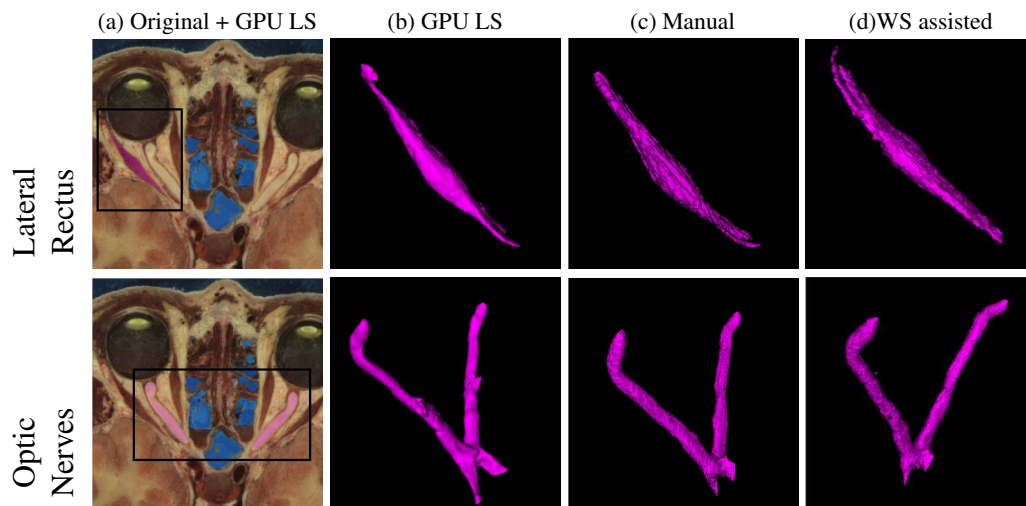 (a) Original + GPU LS (b) GPU LS (c) Manual (d)WS assisted
Lateral
Rectus
Optic
Nerves